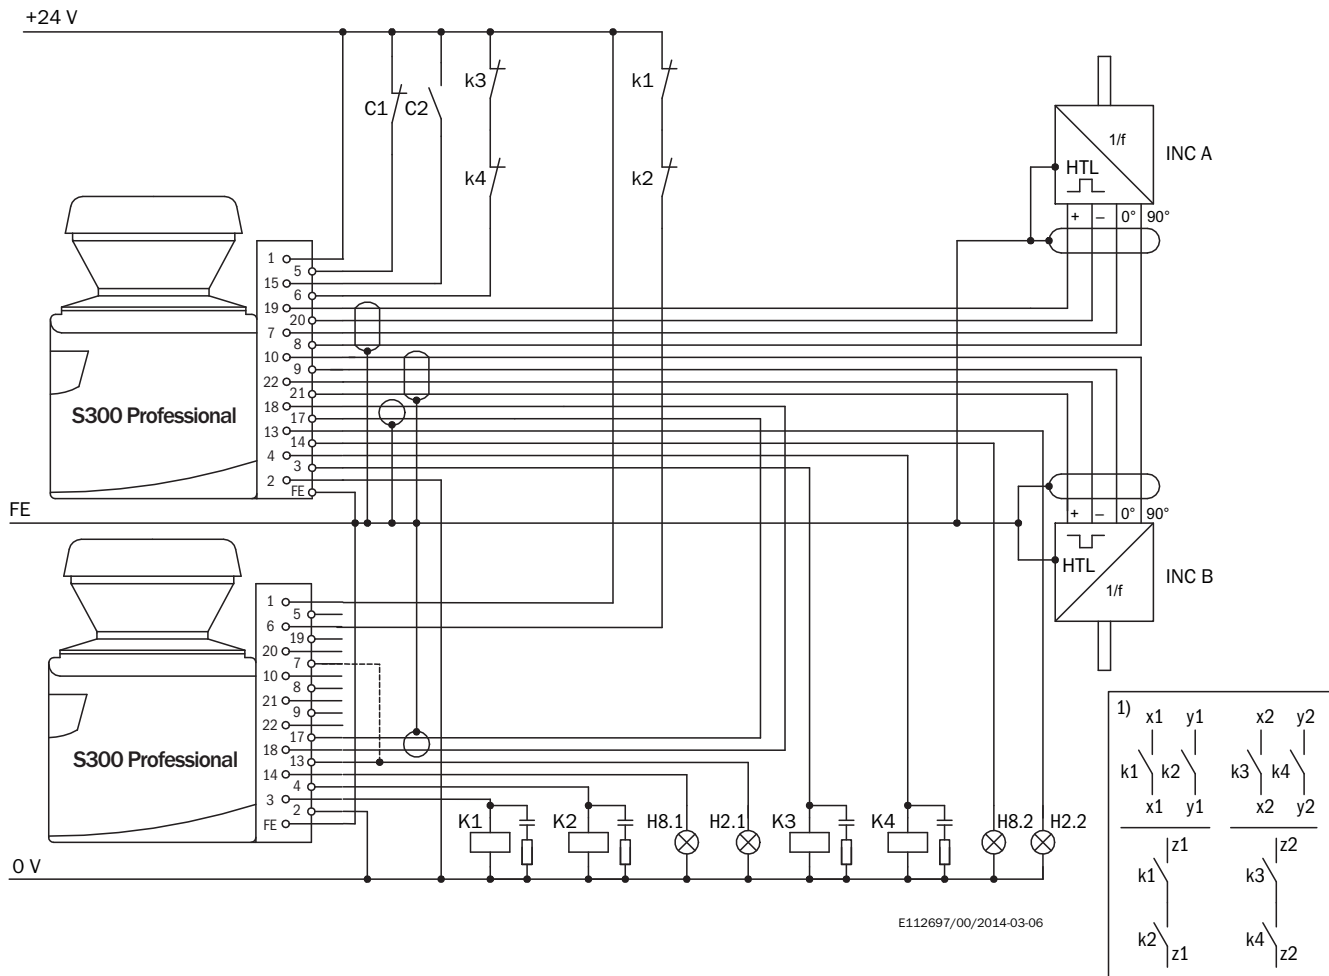 +24 V
k3
k1
C1
C2
k4
k2
1/f
INC A
HTL
+
–
0°
90°
1
5
15
6
19
20
7
8
10
9
22
21
18
17
13
14
4
3
2
FE
S300 Professional
FE
+
–
0°
90°
HTL
1/f
INC B
1
5
6
19
20
7
10
8
21
9
22
17
18
13
14
4
3
2
FE
S300 Professional
K1
K2
H8.1
H2.1
K3
K4
H8.2
H2.2
0 V
E112697/00/2014-03-06
1)
x1
y1
x2
y2
k1
k2
k3
k4
x1
y1
x2
y2
z1
z2
k1
k3
k2
z1
k4
z2